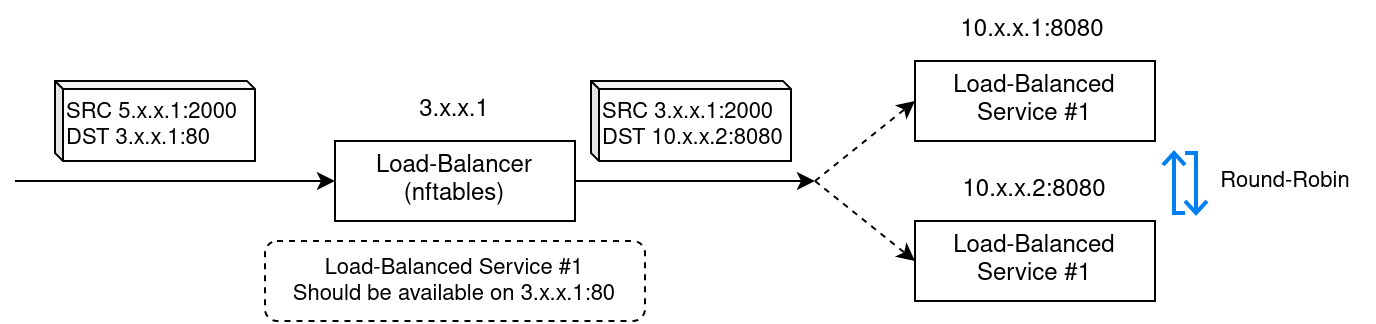 10.x.x.1:8080
SRC 5.x.x.1:2000
DST 3.x.x.1:80
3.x.x.1
SRC 3.x.x.1:2000
DST 10.x.x.2:8080
Load-Balanced
Service #1
Load-Balancer
(nftables)
10.x.x.2:8080
Round-Robin
Load-Balanced
Service #1
Load-Balanced Service #1
Should be available on 3.x.x.1:80